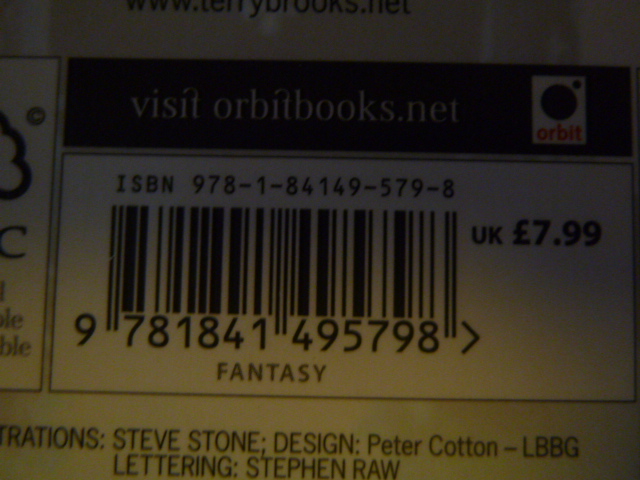 www.terrybrooks.net
visit orbitbooks.net
orbit
©
ISBN 978-1-84149-579-8
UK £7.99
C
ble
9 781841 495798 >
FANTASY
TRATIONS: STEVE STONE; DESIGN: Peter Cotton – LBBG
LETTERING: STEPHEN RAW